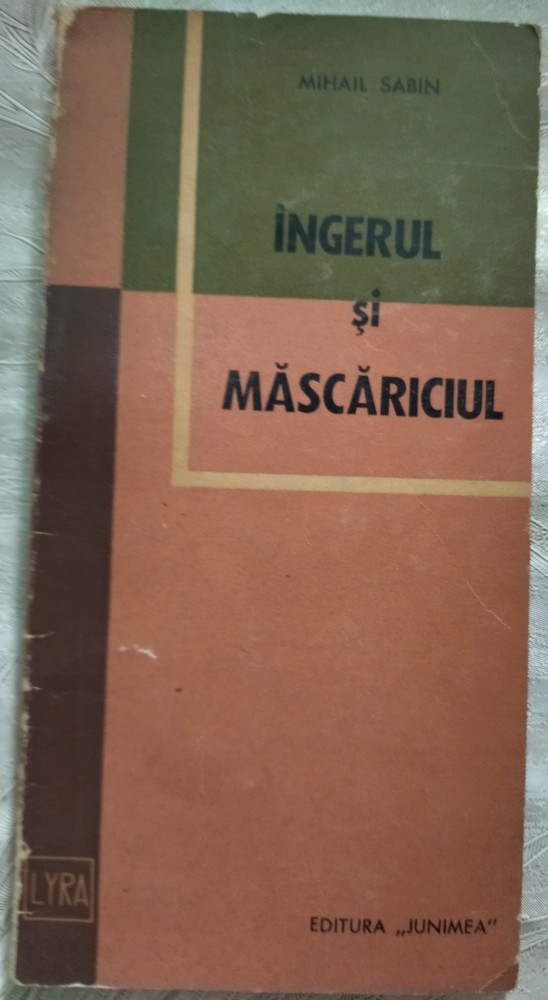 MIHAIL SABIN
ÎNGERUL
şi
MĂSCĂRICIUL
LYRA
EDITURA „JUNIMEA"